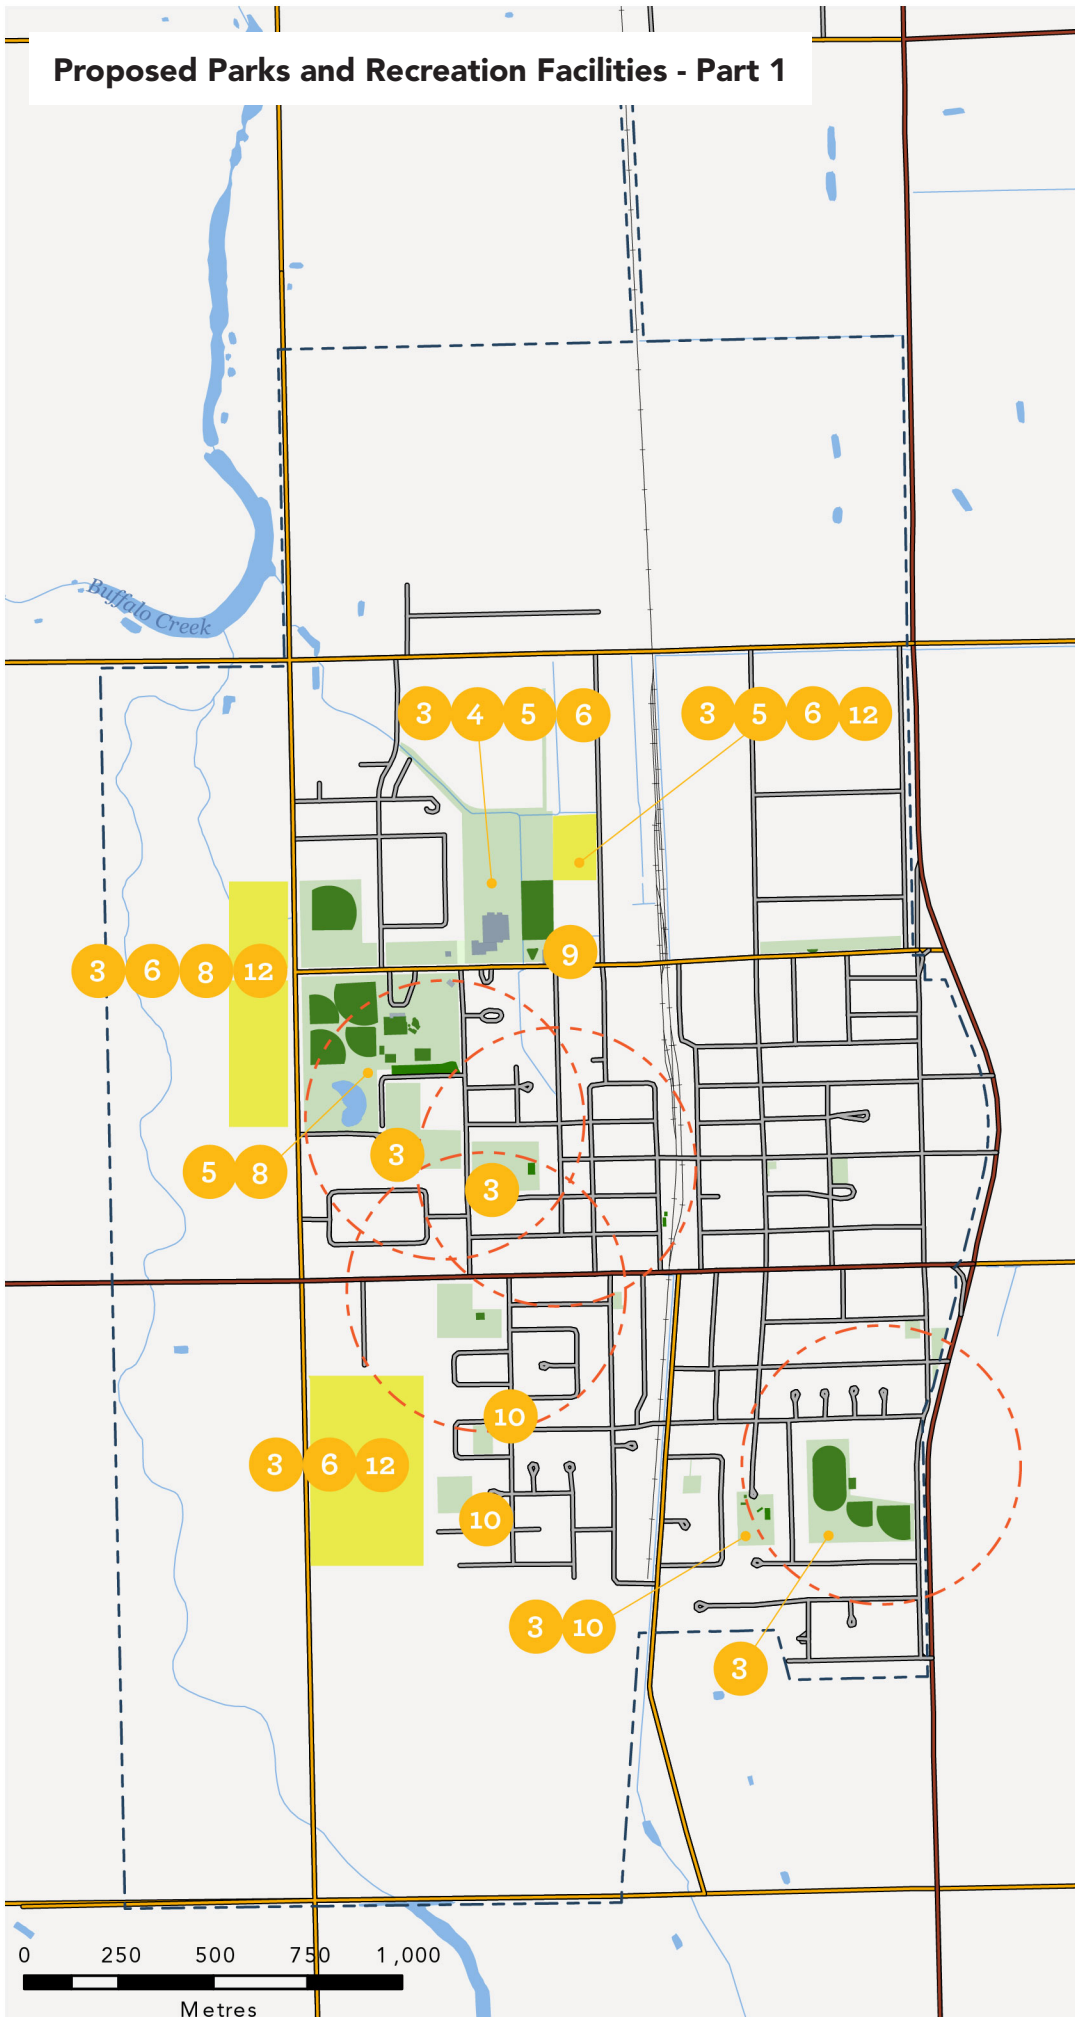 Proposed Parks and Recreation Facilities - Part 1
Buffalo Creek
3 4 5 6
3 5 6 12
9
3 6 8 12
5 8
3
3
10
3 6 12
10
3 10
3
0 250 500 750 1,000
Metres